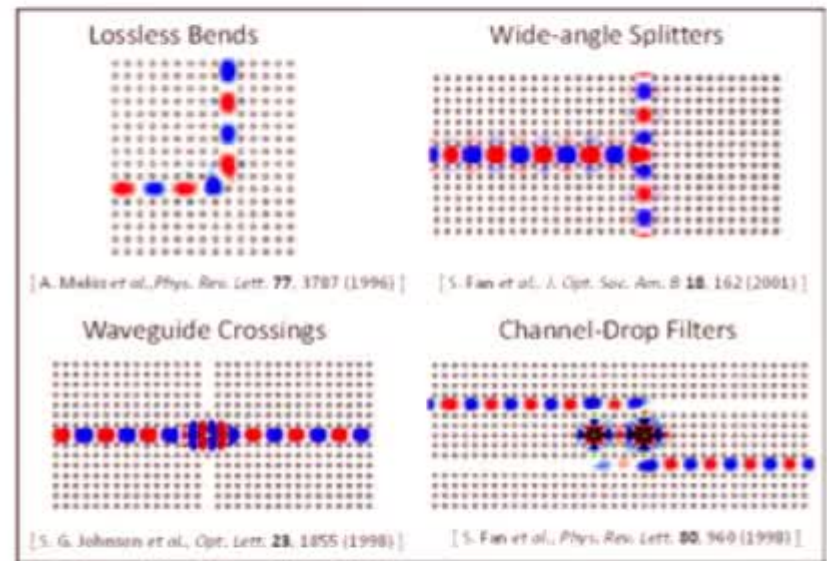 Lossless Bends
Wide-angle Splitters
[ A. Mekis et al., Phys. Rev. Lett. 77, 3787 (1996) ]
[ S. Fan et al., J. Opt. Soc. Am. B 18, 162 (2001) ]
Waveguide Crossings
Channel-Drop Filters
[ S. G. Johnson et al., Opt. Lett. 23, 1855 (1998) ]
[ S. Fan et al., Phys. Rev. Lett. 80, 960 (1998) ]